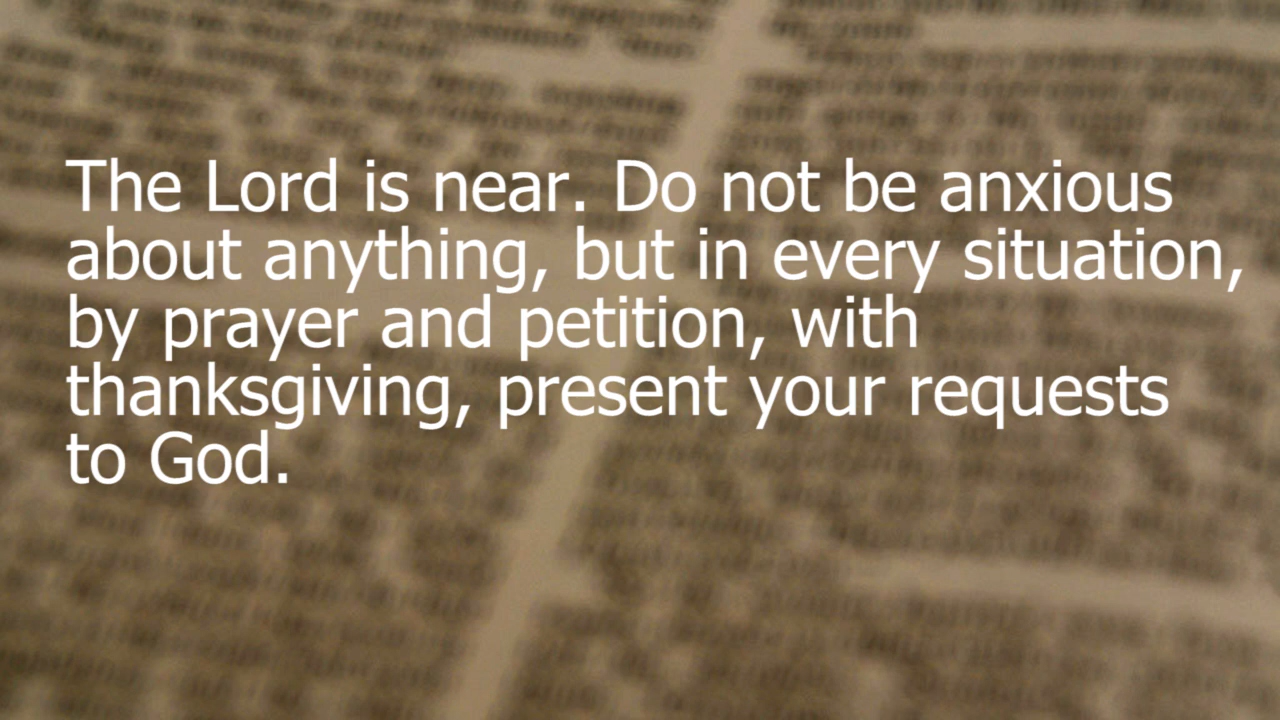 The Lord is near. Do not be anxious
about anything, but in every situation,
by prayer and petition, with
thanksgiving, present your requests
to God.